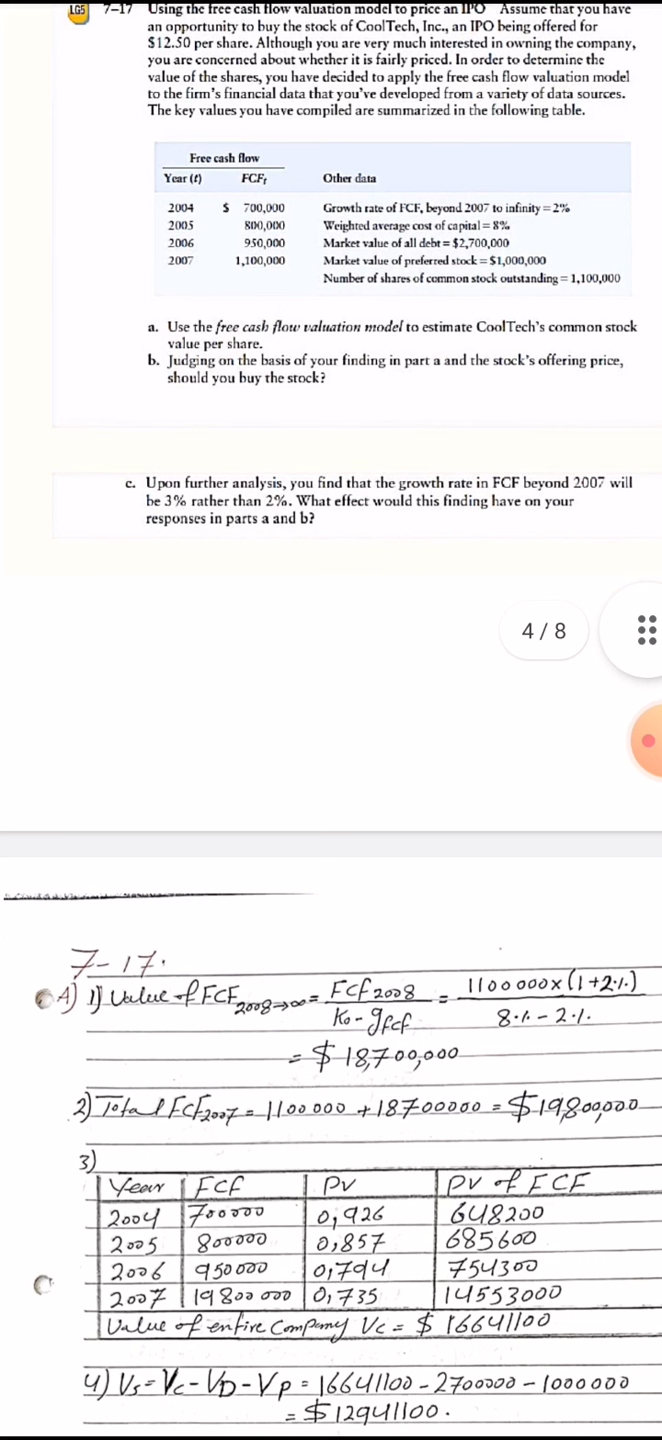 LG5 7–17 Using the free cash flow valuation model to price an IPO Assume that you have
an opportunity to buy the stock of CoolTech, Inc., an IPO being offered for
$12.50 per share. Although you are very much interested in owning the company,
you are concerned about whether it is fairly priced. In order to determine the
value of the shares, you have decided to apply the free cash flow valuation model
to the firm's financial data that you've developed from a variety of data sources.
The key values you have compiled are summarized in the following table.
Free cash flow
Year (t) FCFt Other data
2004 $ 700,000 Growth rate of FCF, beyond 2007 to infinity = 2%
2005 800,000 Weighted average cost of capital = 8%
2006 950,000 Market value of all debt = $2,700,000
2007 1,100,000 Market value of preferred stock = $1,000,000
Number of shares of common stock outstanding = 1,100,000
a. Use the free cash flow valuation model to estimate CoolTech's common stock
value per share.
b. Judging on the basis of your finding in part a and the stock's offering price,
should you buy the stock?
c. Upon further analysis, you find that the growth rate in FCF beyond 2007 will
be 3% rather than 2%. What effect would this finding have on your
responses in parts a and b?
4 / 8
7-17.
A) 1) Value of FCF2008→∞ = FCF2008 / Ko - gfcf = 1100000x(1+2%) / 8% - 2%
= $18,700,000
2) Total FCF2007 = 1100000 + 18700000 = $19,800,000
3)
Year FCF PV PV of FCF
2004 700000 0,926 648200
2005 800000 0,857 685600
2006 950000 0,794 754300
2007 19800000 0,735 14553000
Value of entire Company Vc = $ 16641100
4) Vs = Vc - VD - VP = 16641100 - 2700000 - 1000000
= $12941100.